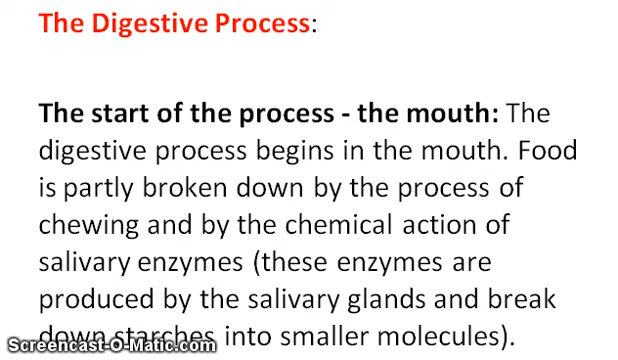 The Digestive Process:
The start of the process - the mouth: The
digestive process begins in the mouth. Food
is partly broken down by the process of
chewing and by the chemical action of
salivary enzymes (these enzymes are
produced by the salivary glands and break
down starches into smaller molecules).
Screencast-O-Matic.com